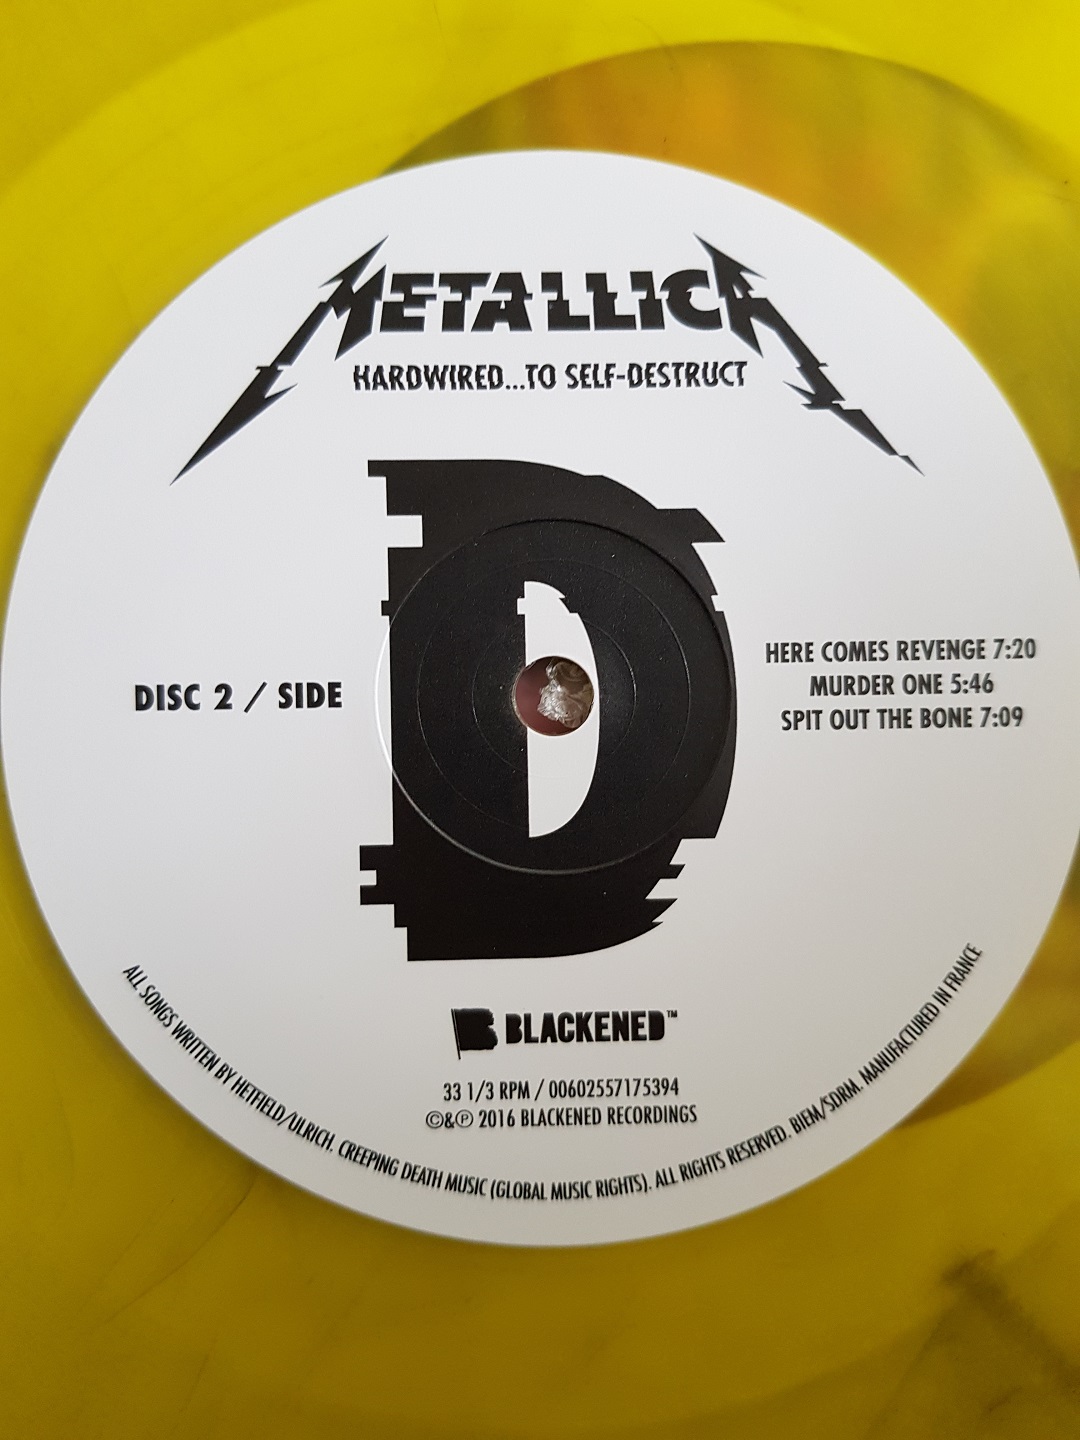 METALLICA
HARDWIRED...TO SELF-DESTRUCT
DISC 2 / SIDE
D
HERE COMES REVENGE 7:20
MURDER ONE 5:46
SPIT OUT THE BONE 7:09
B BLACKENED™
33 1/3 RPM / 00602557175394
©&℗ 2016 BLACKENED RECORDINGS
ALL SONGS WRITTEN BY HETFIELD/ULRICH. CREEPING DEATH MUSIC (GLOBAL MUSIC RIGHTS). ALL RIGHTS RESERVED. BIEM/SDRM. MANUFACTURED IN FRANCE